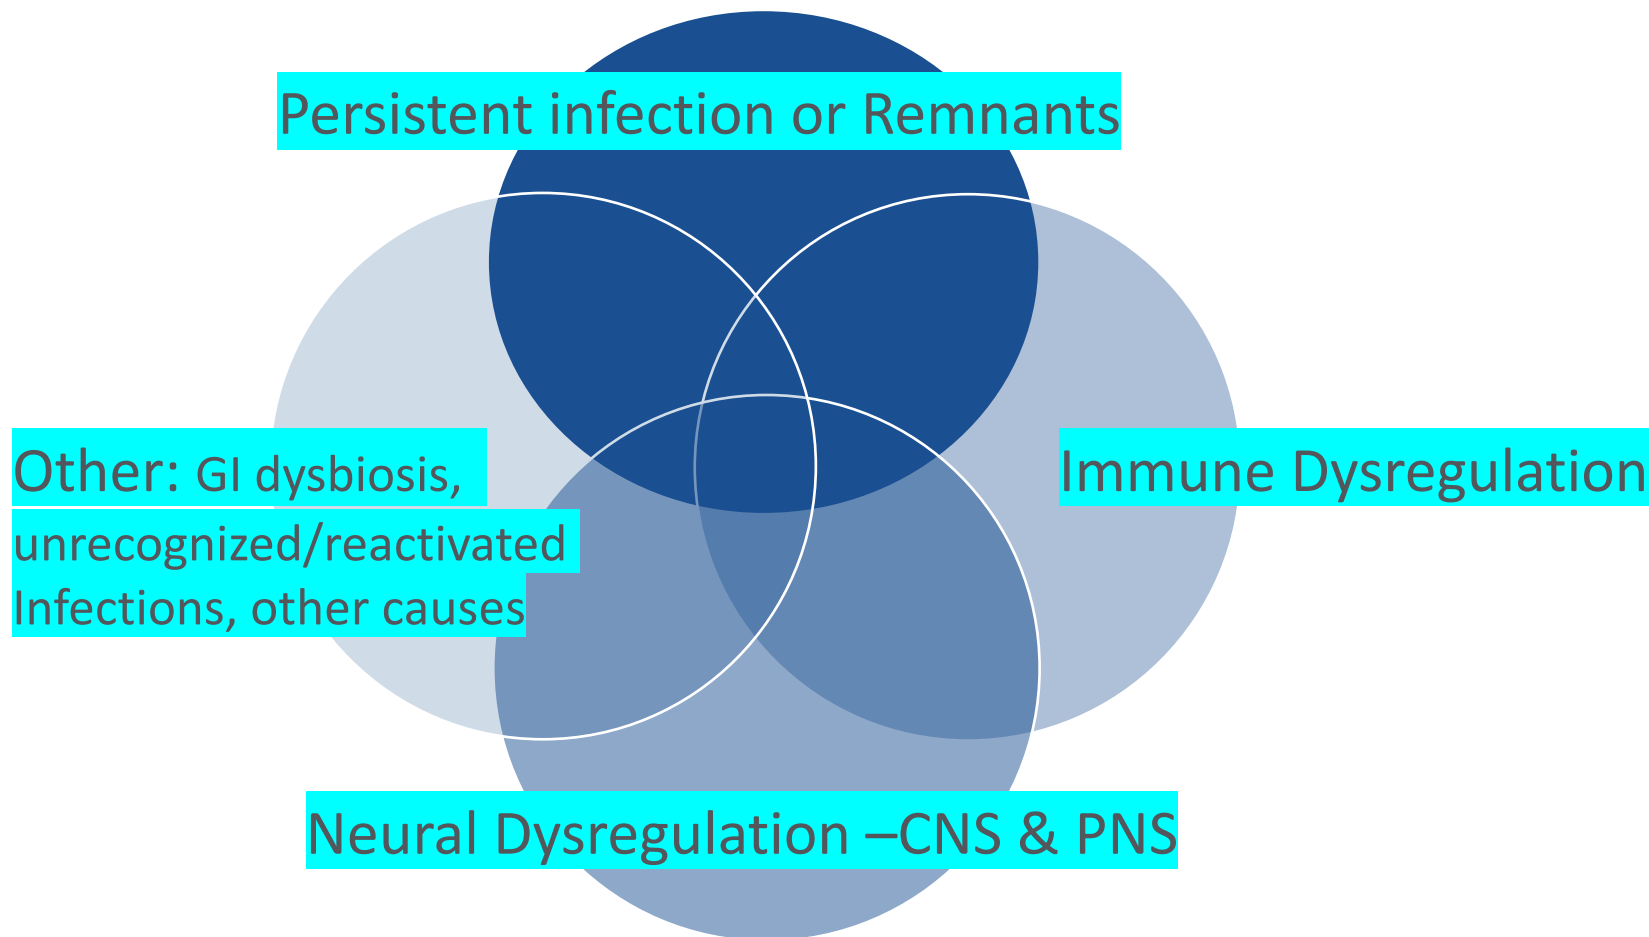 Persistent infection or Remnants
Other: GI dysbiosis,
unrecognized/reactivated
Infections, other causes
Immune Dysregulation
Neural Dysregulation –CNS & PNS